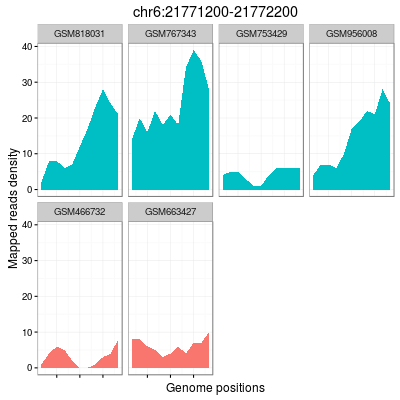 chr6:21771200-21772200
GSM818031 GSM767343 GSM753429 GSM956008
40
30
20
10
0
GSM466732 GSM663427
40
30
20
10
0
Mapped reads density
Genome positions